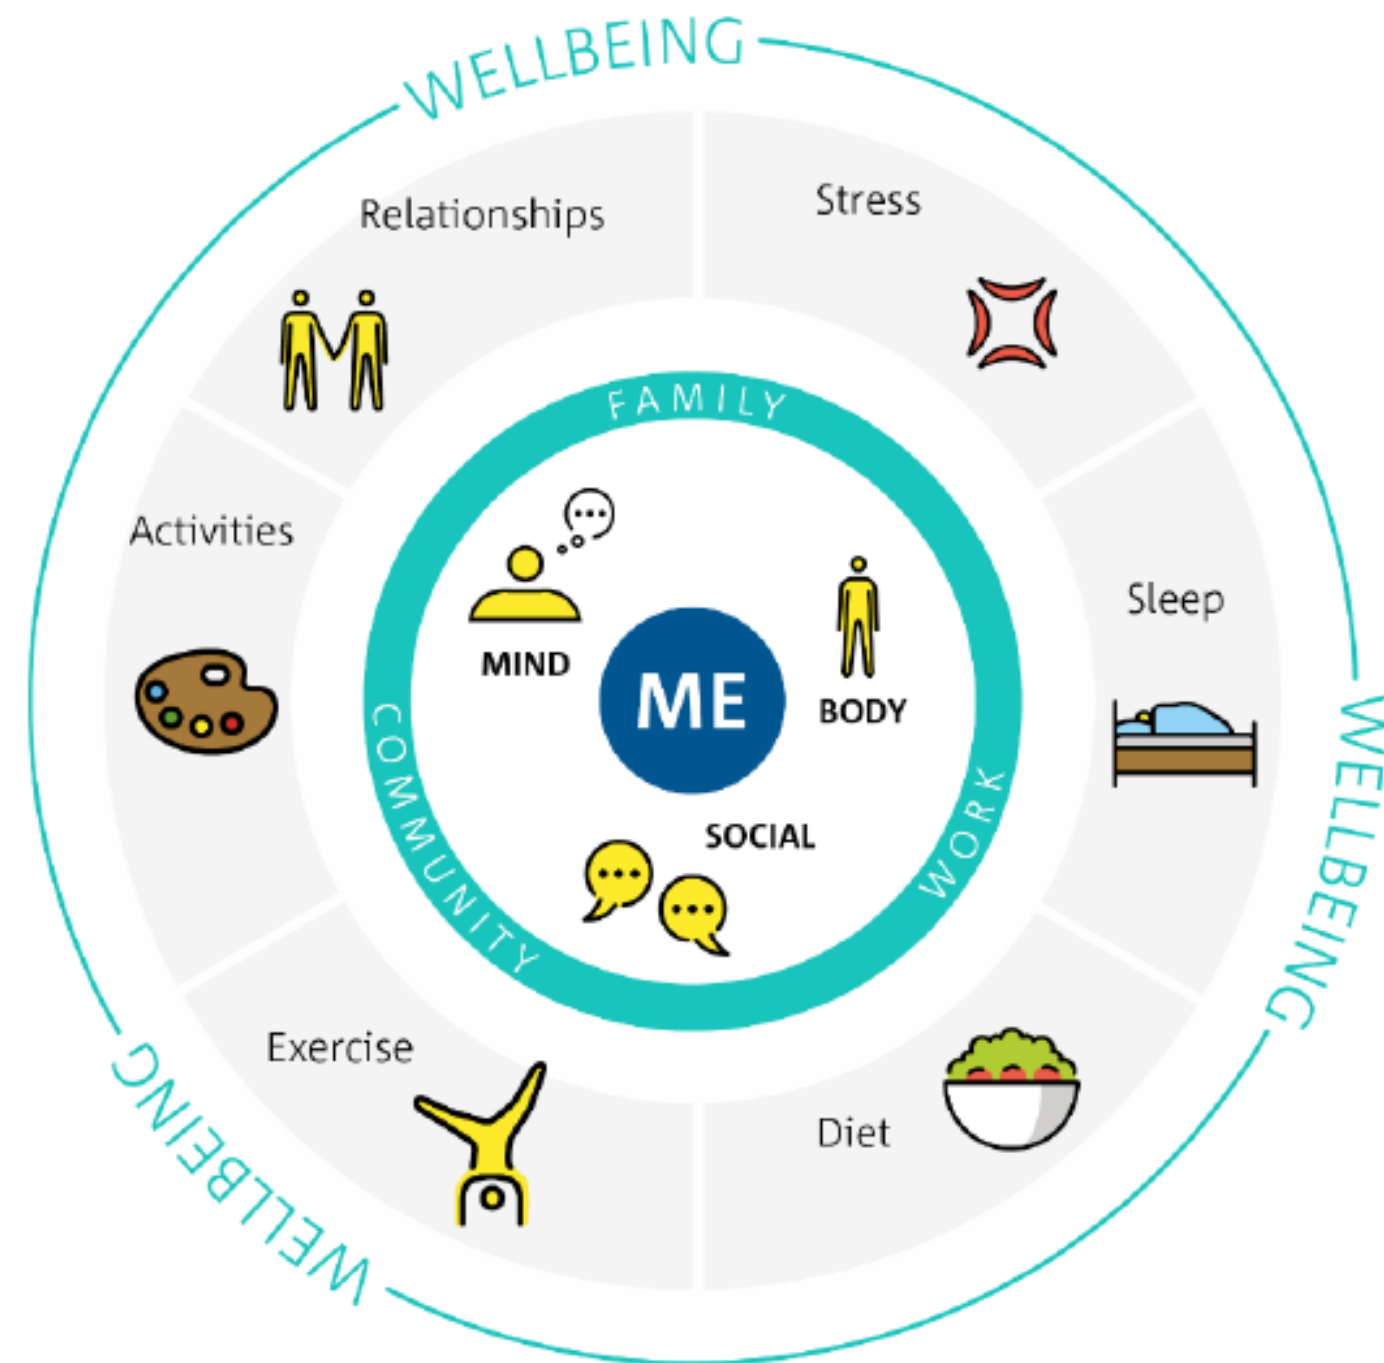 WELLBEING
Relationships
Stress
FAMILY
Activities
MIND
ME
BODY
Sleep
COMMUNITY
WORK
WELLBEING
SOCIAL
Exercise
Diet
WELLBEING